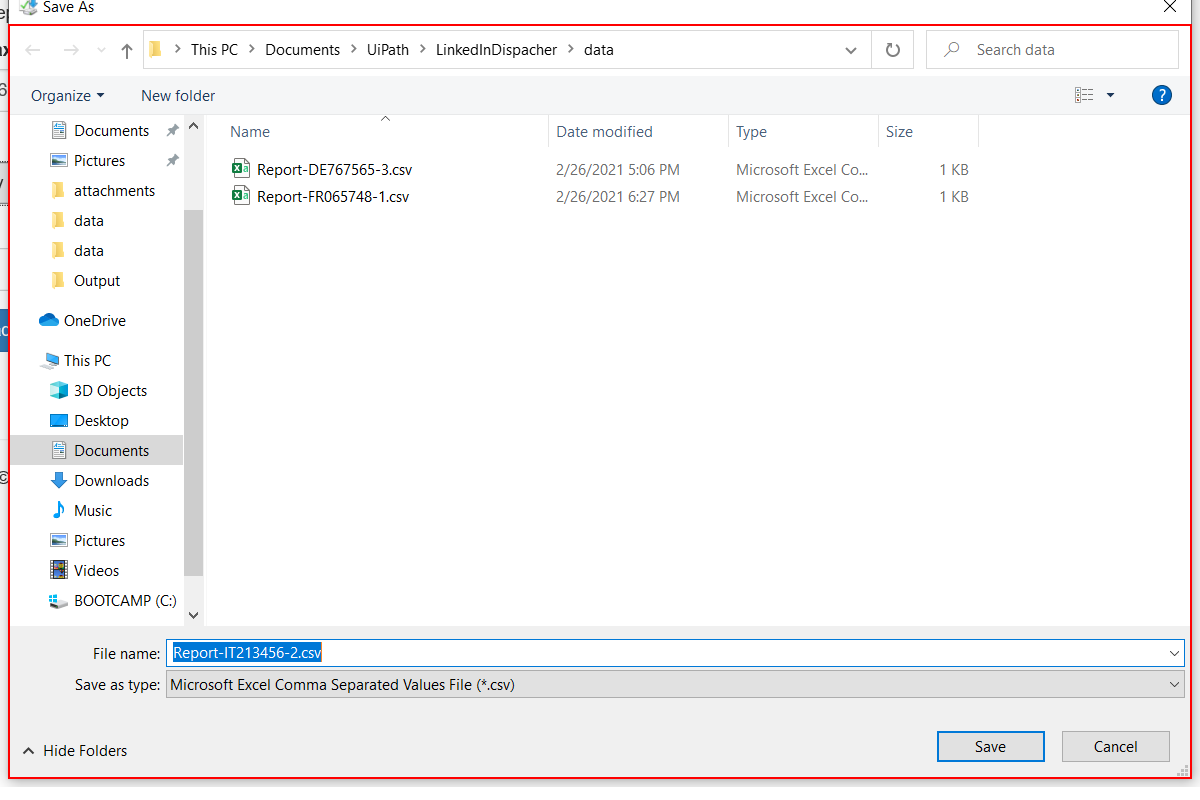 Save As
This PC > Documents > UiPath > LinkedInDispacher > data
Search data
Organize
New folder
?
Name
Date modified
Type
Size
Report-DE767565-3.csv 2/26/2021 5:06 PM Microsoft Excel Co... 1 KB
Report-FR065748-1.csv 2/26/2021 6:27 PM Microsoft Excel Co... 1 KB
Documents
Pictures
attachments
data
data
Output
OneDrive
This PC
3D Objects
Desktop
Documents
Downloads
Music
Pictures
Videos
BOOTCAMP (C:)
File name: Report-IT213456-2.csv
Save as type: Microsoft Excel Comma Separated Values File (*.csv)
Hide Folders
Save
Cancel